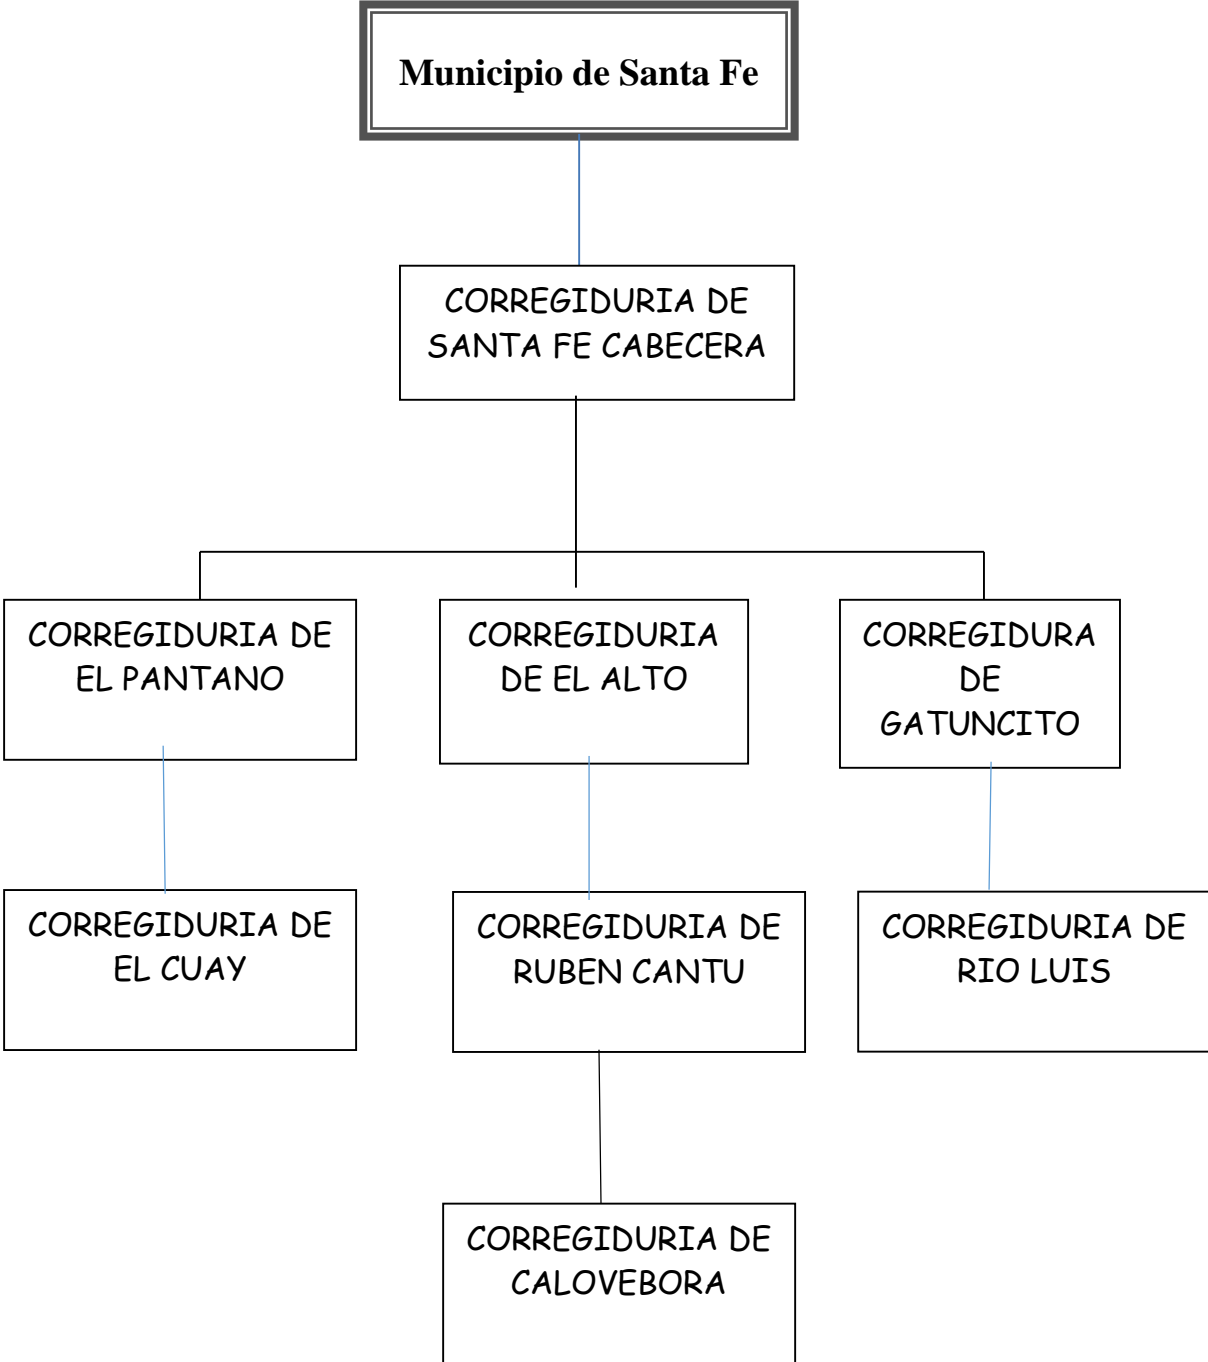 Municipio de Santa Fe
CORREGIDURIA DE
SANTA FE CABECERA
CORREGIDURIA DE
EL PANTANO
CORREGIDURIA
DE EL ALTO
CORREGIDURA
DE
GATUNCITO
CORREGIDURIA DE
EL CUAY
CORREGIDURIA DE
RUBEN CANTU
CORREGIDURIA DE
RIO LUIS
CORREGIDURIA DE
CALOVEBORA